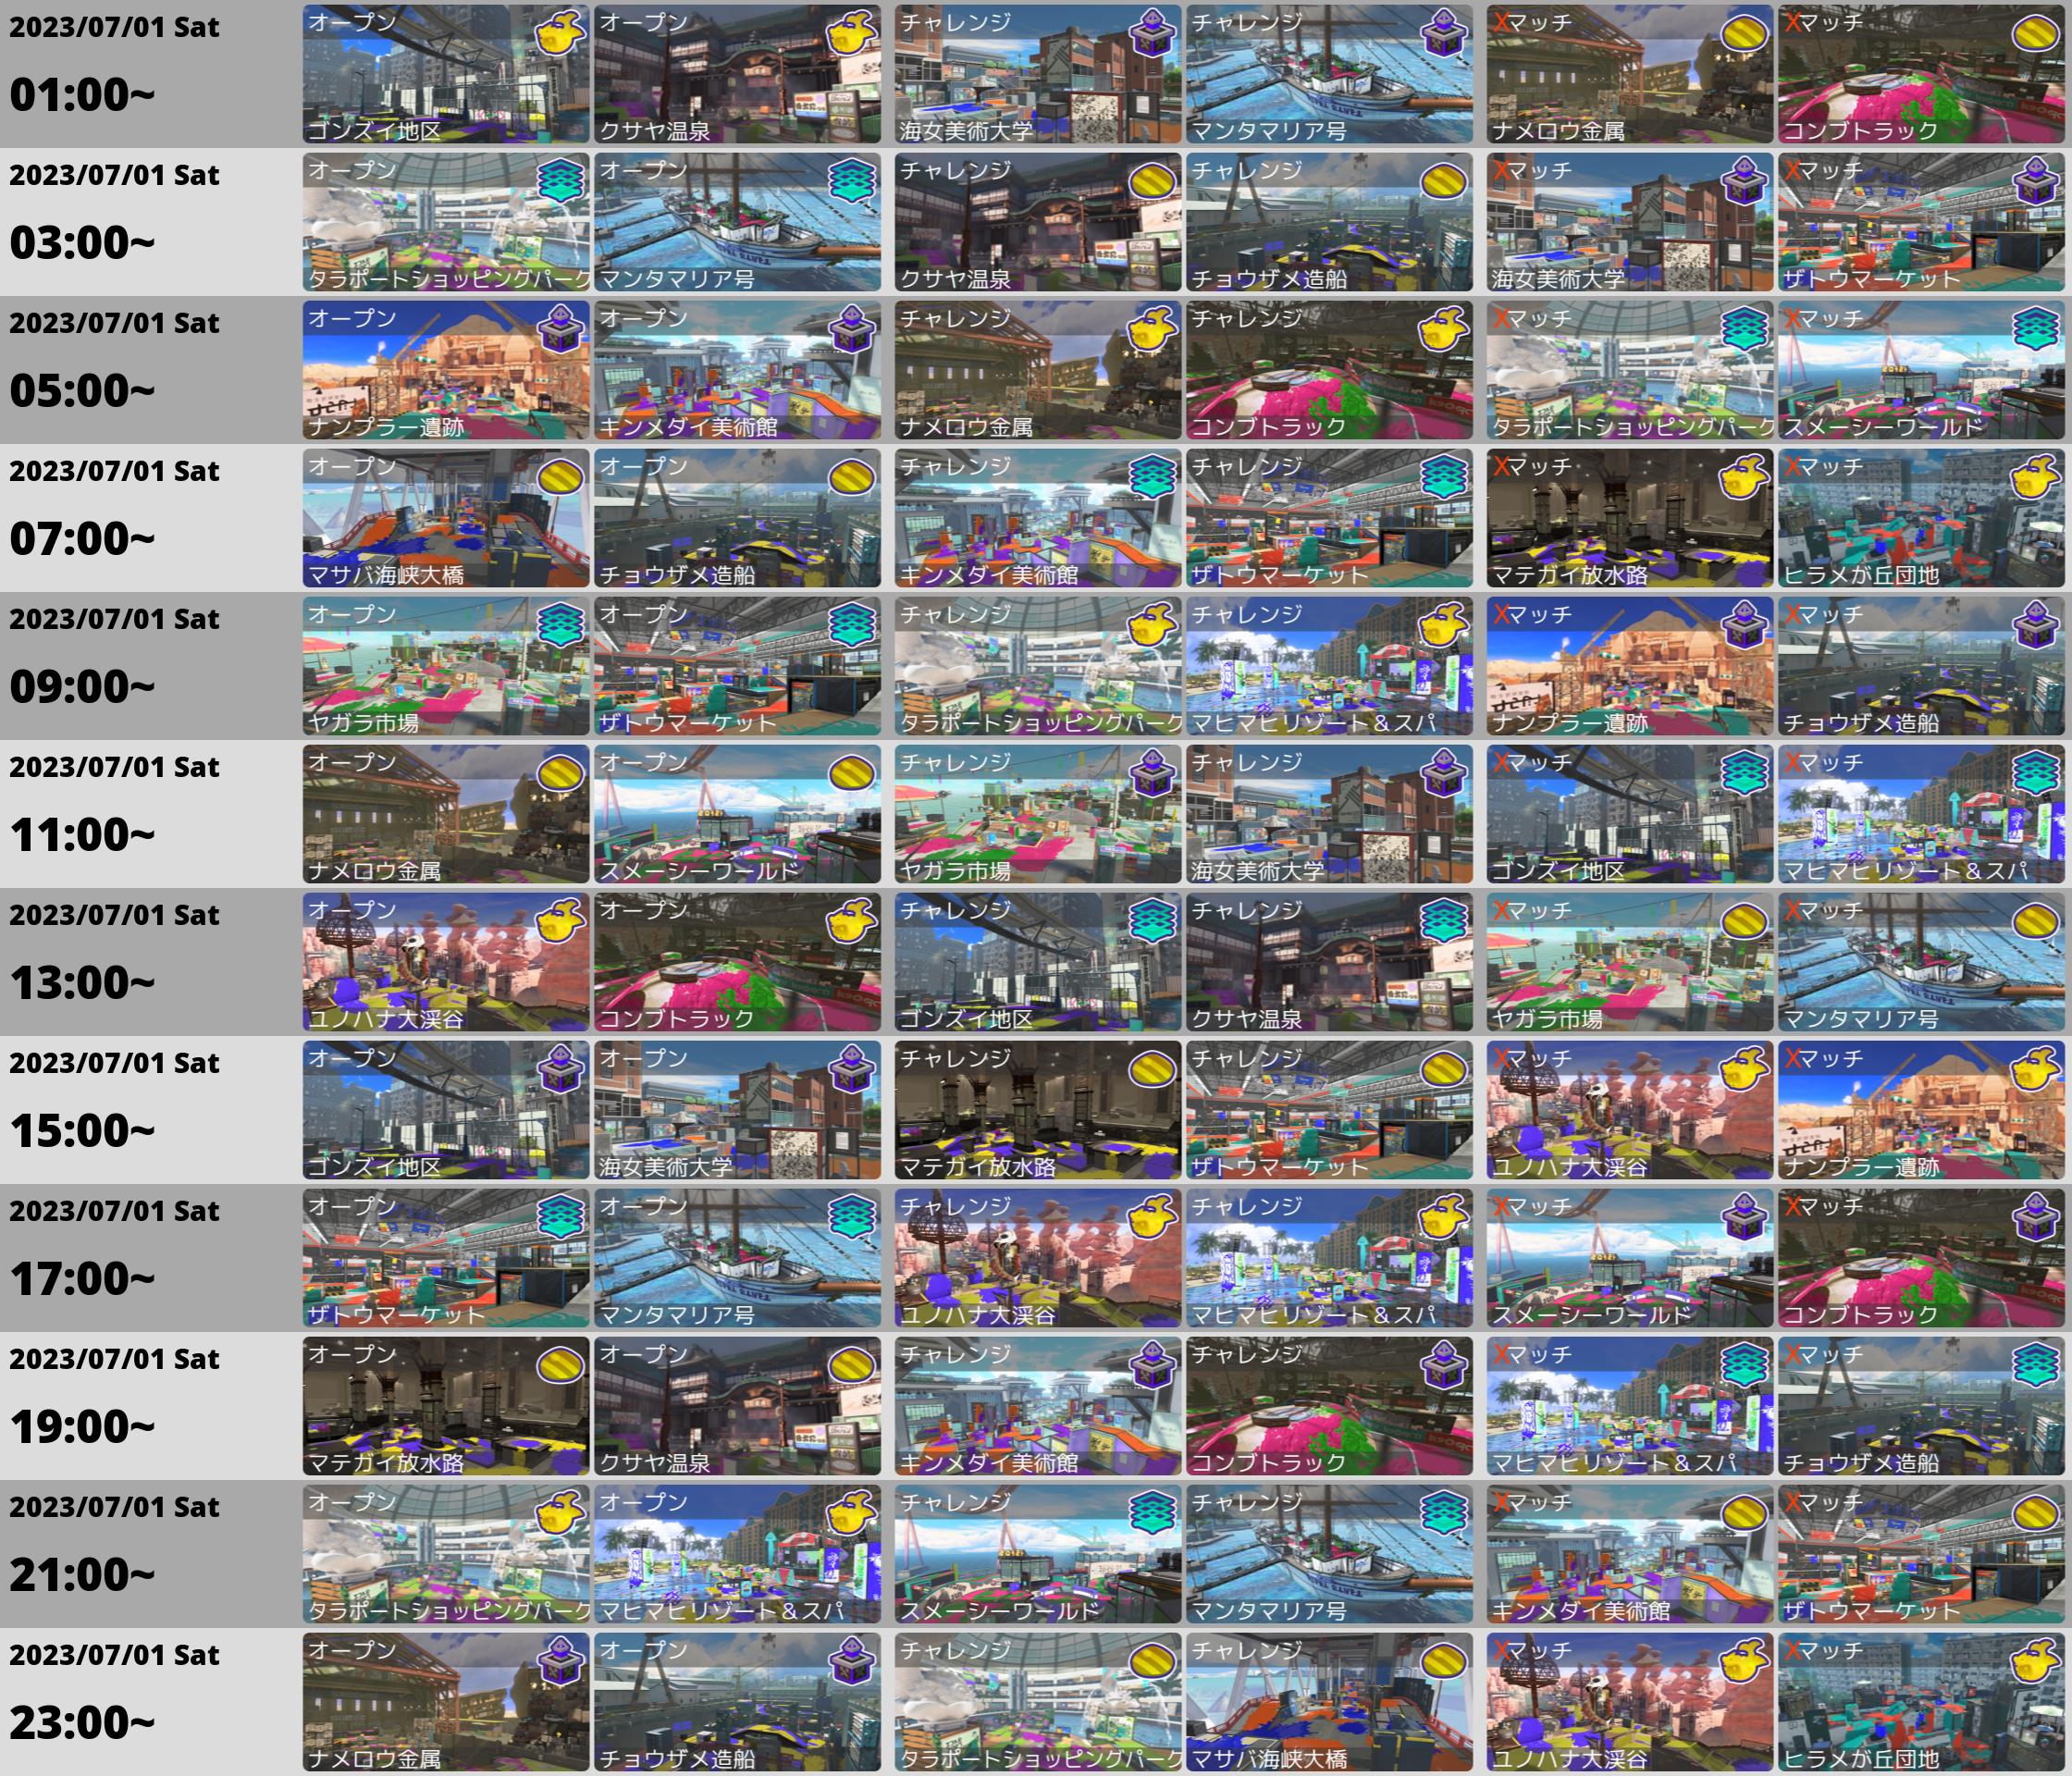 2023/07/01 Sat
01:00~
オープン
ゴンズイ地区
オープン
クサヤ温泉
チャレンジ
海女美術大学
チャレンジ
マンタマリア号
Xマッチ
ナメロウ金属
Xマッチ
コンブトラック
2023/07/01 Sat
03:00~
オープン
タラポートショッピングパーク
オープン
マンタマリア号
チャレンジ
クサヤ温泉
チャレンジ
チョウザメ造船
Xマッチ
海女美術大学
Xマッチ
ザトウマーケット
2023/07/01 Sat
05:00~
オープン
ナンプラー遺跡
オープン
キンメダイ美術館
チャレンジ
ナメロウ金属
チャレンジ
コンブトラック
Xマッチ
タラポートショッピングパーク
Xマッチ
スメーシーワールド
2023/07/01 Sat
07:00~
オープン
マサバ海峡大橋
オープン
チョウザメ造船
チャレンジ
キンメダイ美術館
チャレンジ
ザトウマーケット
Xマッチ
マテガイ放水路
Xマッチ
ヒラメが丘団地
2023/07/01 Sat
09:00~
オープン
ヤガラ市場
オープン
ザトウマーケット
チャレンジ
タラポートショッピングパーク
チャレンジ
マヒマヒリゾート&スパ
Xマッチ
ナンプラー遺跡
Xマッチ
チョウザメ造船
2023/07/01 Sat
11:00~
オープン
ナメロウ金属
オープン
スメーシーワールド
チャレンジ
ヤガラ市場
チャレンジ
海女美術大学
Xマッチ
ゴンズイ地区
Xマッチ
マヒマヒリゾート&スパ
2023/07/01 Sat
13:00~
オープン
ユノハナ大渓谷
オープン
コンブトラック
チャレンジ
ゴンズイ地区
チャレンジ
クサヤ温泉
Xマッチ
ヤガラ市場
Xマッチ
マンタマリア号
2023/07/01 Sat
15:00~
オープン
ゴンズイ地区
オープン
海女美術大学
チャレンジ
マテガイ放水路
チャレンジ
ザトウマーケット
Xマッチ
ユノハナ大渓谷
Xマッチ
ナンプラー遺跡
2023/07/01 Sat
17:00~
オープン
ザトウマーケット
オープン
マンタマリア号
チャレンジ
ユノハナ大渓谷
チャレンジ
マヒマヒリゾート&スパ
Xマッチ
スメーシーワールド
Xマッチ
コンブトラック
2023/07/01 Sat
19:00~
オープン
マテガイ放水路
オープン
クサヤ温泉
チャレンジ
キンメダイ美術館
チャレンジ
コンブトラック
Xマッチ
マヒマヒリゾート&スパ
Xマッチ
チョウザメ造船
2023/07/01 Sat
21:00~
オープン
タラポートショッピングパーク
オープン
マヒマヒリゾート&スパ
チャレンジ
スメーシーワールド
チャレンジ
マンタマリア号
Xマッチ
キンメダイ美術館
Xマッチ
ザトウマーケット
2023/07/01 Sat
23:00~
オープン
ナメロウ金属
オープン
チョウザメ造船
チャレンジ
タラポートショッピングパーク
チャレンジ
マサバ海峡大橋
Xマッチ
ユノハナ大渓谷
Xマッチ
ヒラメが丘団地